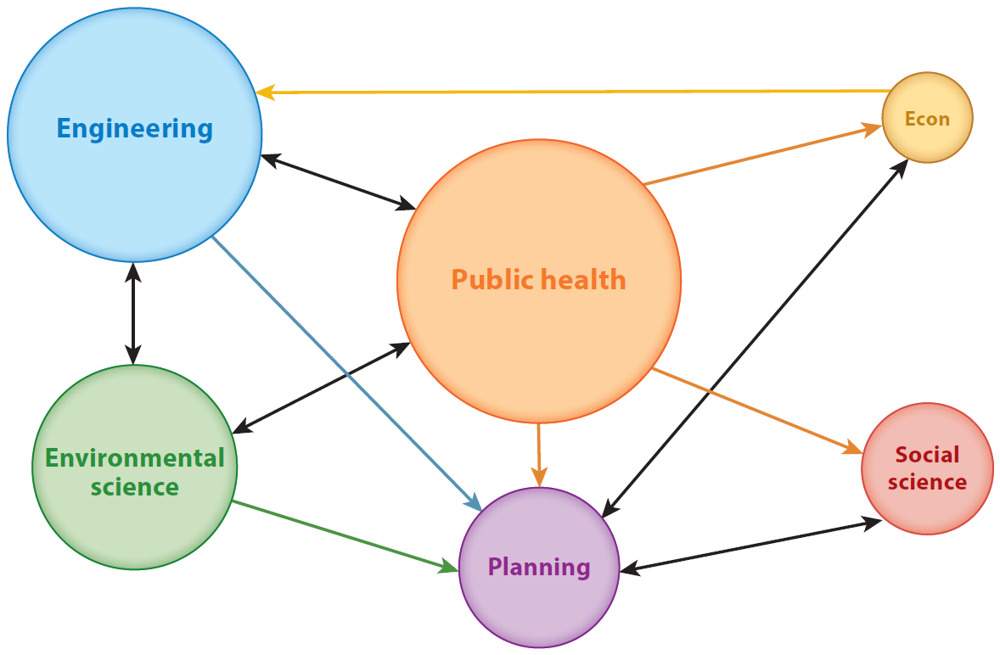 Engineering
Econ
Public health
Environmental
science
Social
science
Planning